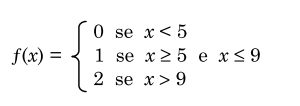 0 se x < 5
f(x) = { 1 se x ≥ 5 e x ≤ 9
2 se x > 9